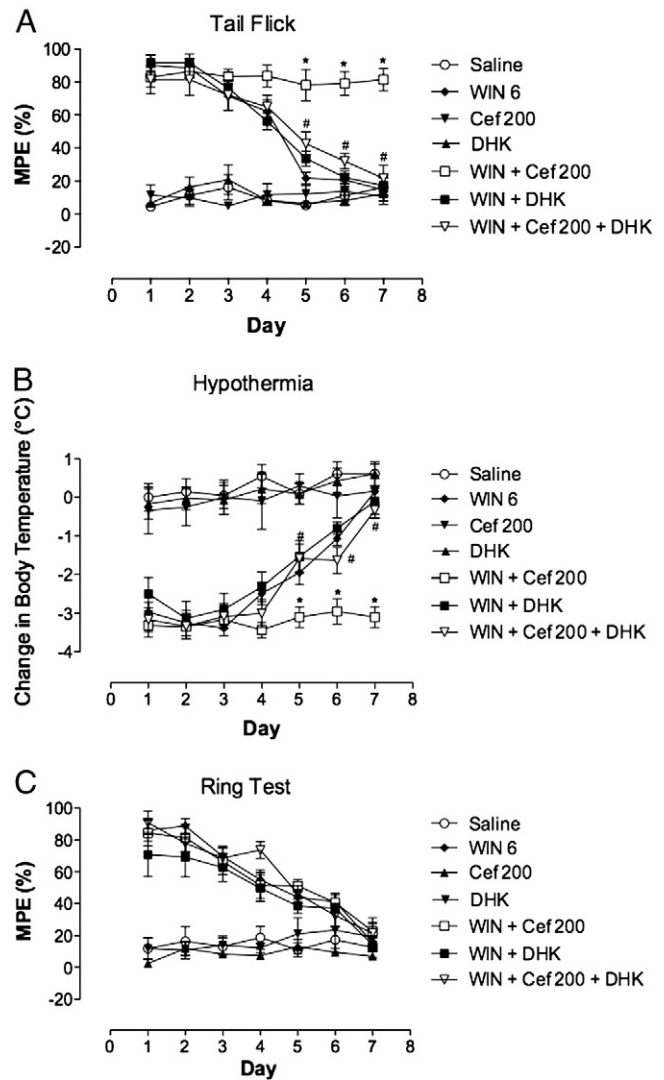 A
Tail Flick
MPE (%)
100
80
60
40
20
0
-20
* * *
# # #
0 1 2 3 4 5 6 7 8
Day
Saline
WIN 6
Cef 200
DHK
WIN + Cef 200
WIN + DHK
WIN + Cef 200 + DHK
B
Hypothermia
Change in Body Temperature (°C)
1
0
-1
-2
-3
-4
# # #
* * *
0 1 2 3 4 5 6 7 8
Day
Saline
WIN 6
Cef 200
DHK
WIN + Cef 200
WIN + DHK
WIN + Cef 200 + DHK
C
Ring Test
MPE (%)
100
80
60
40
20
0
-20
0 1 2 3 4 5 6 7 8
Day
Saline
WIN 6
Cef 200
DHK
WIN + Cef 200
WIN + DHK
WIN + Cef 200 + DHK